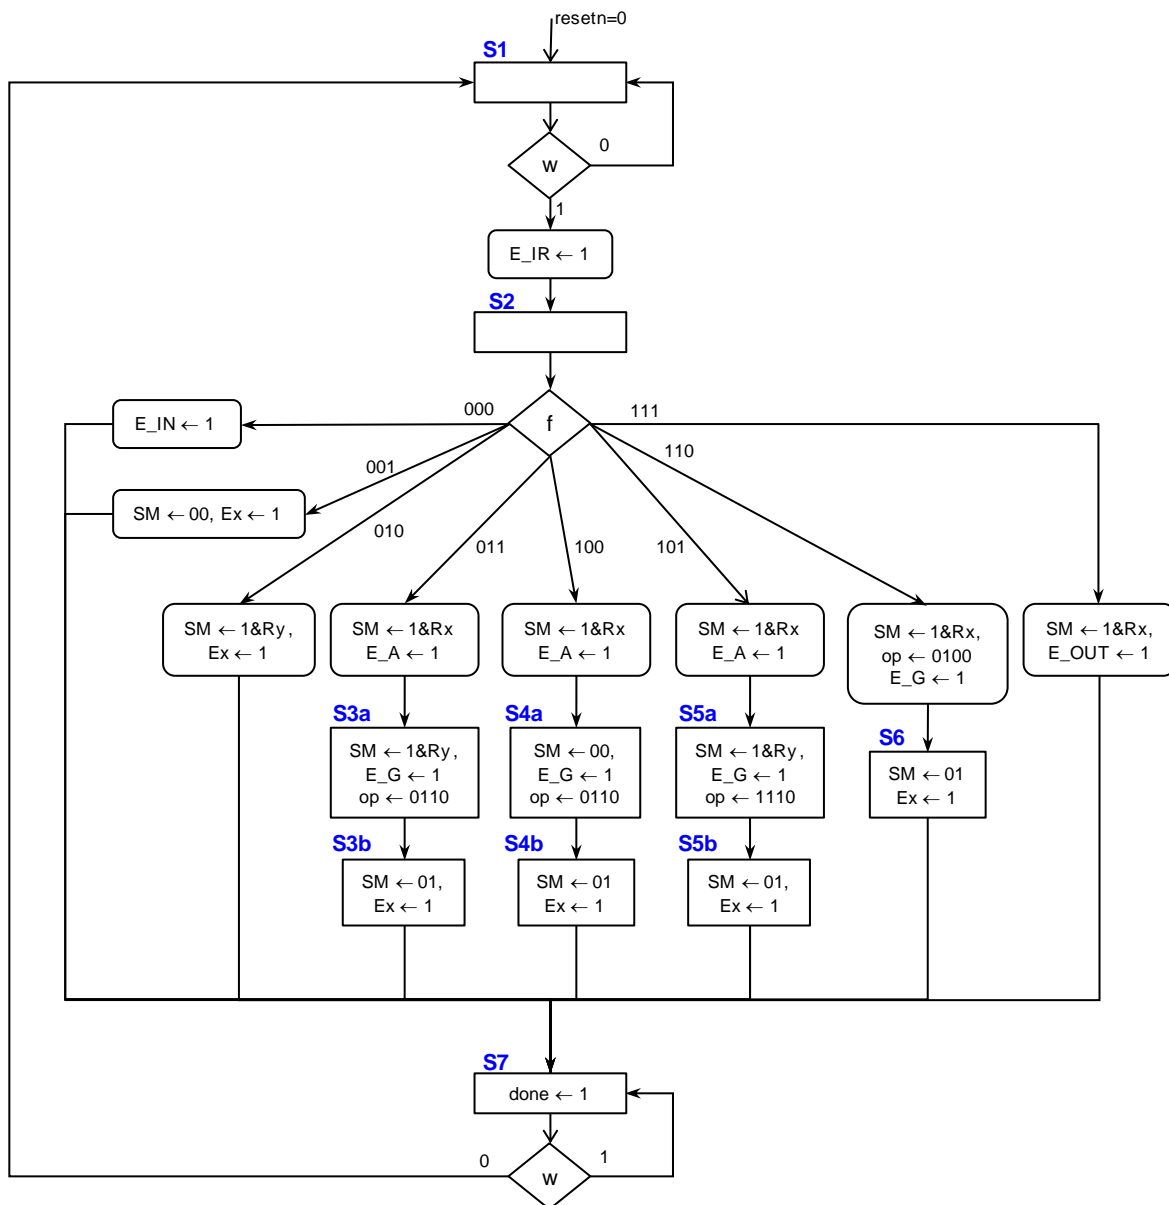 resetn=0
S1
w
0
1
E_IR ← 1
S2
f
000
111
E_IN ← 1
001
110
SM ← 00, Ex ← 1
010
011
100
101
SM ← 1&Ry,
Ex ← 1
SM ← 1&Rx
E_A ← 1
SM ← 1&Rx
E_A ← 1
SM ← 1&Rx
E_A ← 1
SM ← 1&Rx,
op ← 0100
E_G ← 1
SM ← 1&Rx,
E_OUT ← 1
S3a
SM ← 1&Ry,
E_G ← 1
op ← 0110
S4a
SM ← 00,
E_G ← 1
op ← 0110
S5a
SM ← 1&Ry,
E_G ← 1
op ← 1110
S6
SM ← 01
Ex ← 1
S3b
SM ← 01,
Ex ← 1
S4b
SM ← 01
Ex ← 1
S5b
SM ← 01,
Ex ← 1
S7
done ← 1
0
w
1